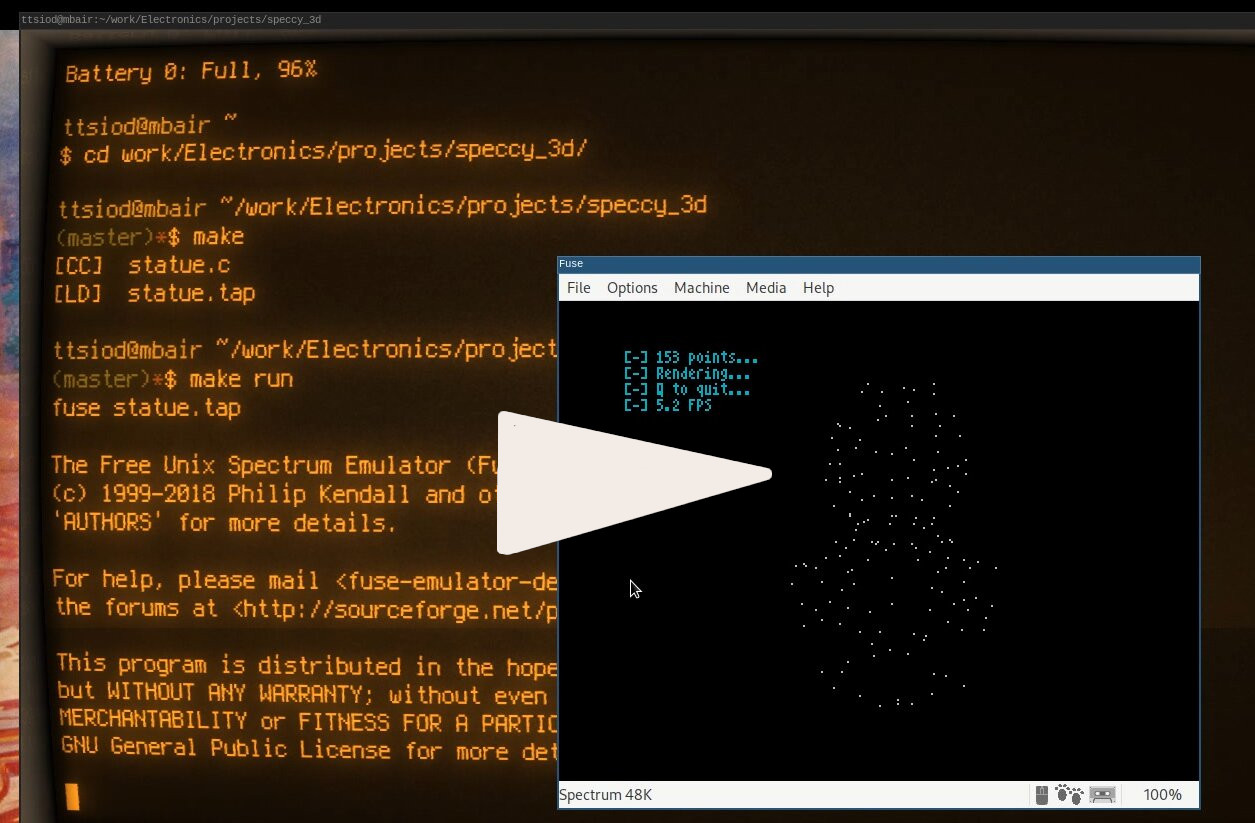 ttsiod@mbair:~/work/Electronics/projects/speccy_3d
Battery 0: Full, 96%
ttsiod@mbair ~
$ cd work/Electronics/projects/speccy_3d/
ttsiod@mbair ~/work/Electronics/projects/speccy_3d
(master)*$ make
[CC]  statue.c
[LD]  statue.tap
ttsiod@mbair ~/work/Electronics/project
(master)*$ make run
fuse statue.tap
The Free Unix Spectrum Emulator (Fu
(c) 1999-2018 Philip Kendall and ot
'AUTHORS' for more details.
For help, please mail <fuse-emulator-de
the forums at <http://sourceforge.net/p
This program is distributed in the hope
but WITHOUT ANY WARRANTY; without even
MERCHANTABILITY or FITNESS FOR A PARTIC
GNU General Public License for more det
Fuse
File Options Machine Media Help
[-] 153 points...
[-] Rendering...
[-] Q to quit...
[-] 5.2 FPS
Spectrum 48K 100%